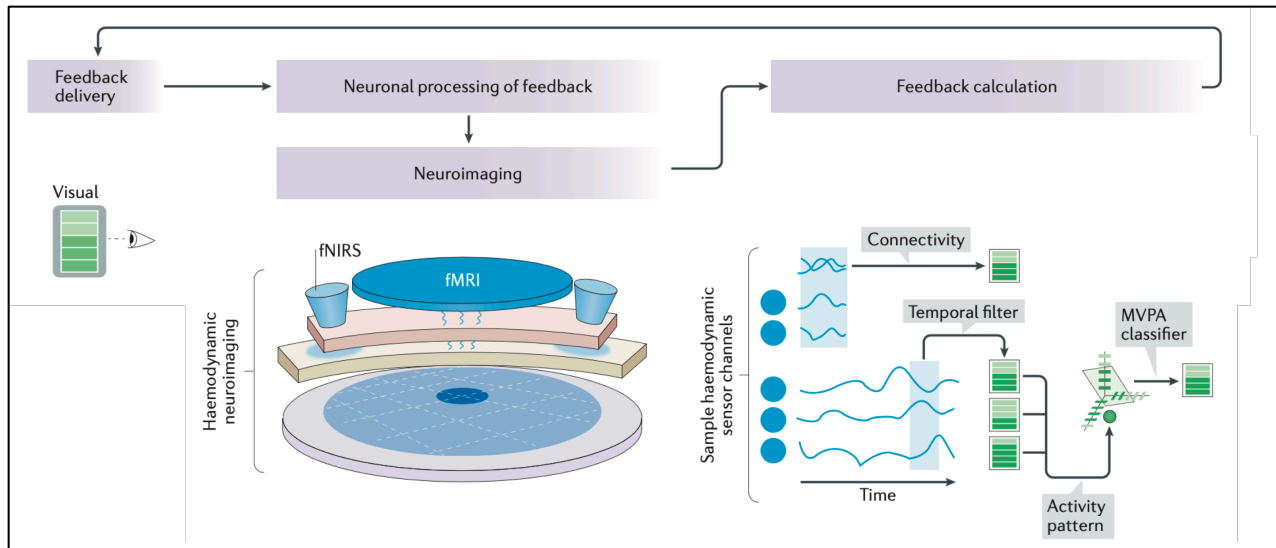 Feedback
delivery
Neuronal processing of feedback
Feedback calculation
Neuroimaging
Visual
fNIRS
fMRI
Haemodynamic
neuroimaging
Sample haemodynamic
sensor channels
Connectivity
Temporal filter
MVPA
classifier
Time
Activity
pattern